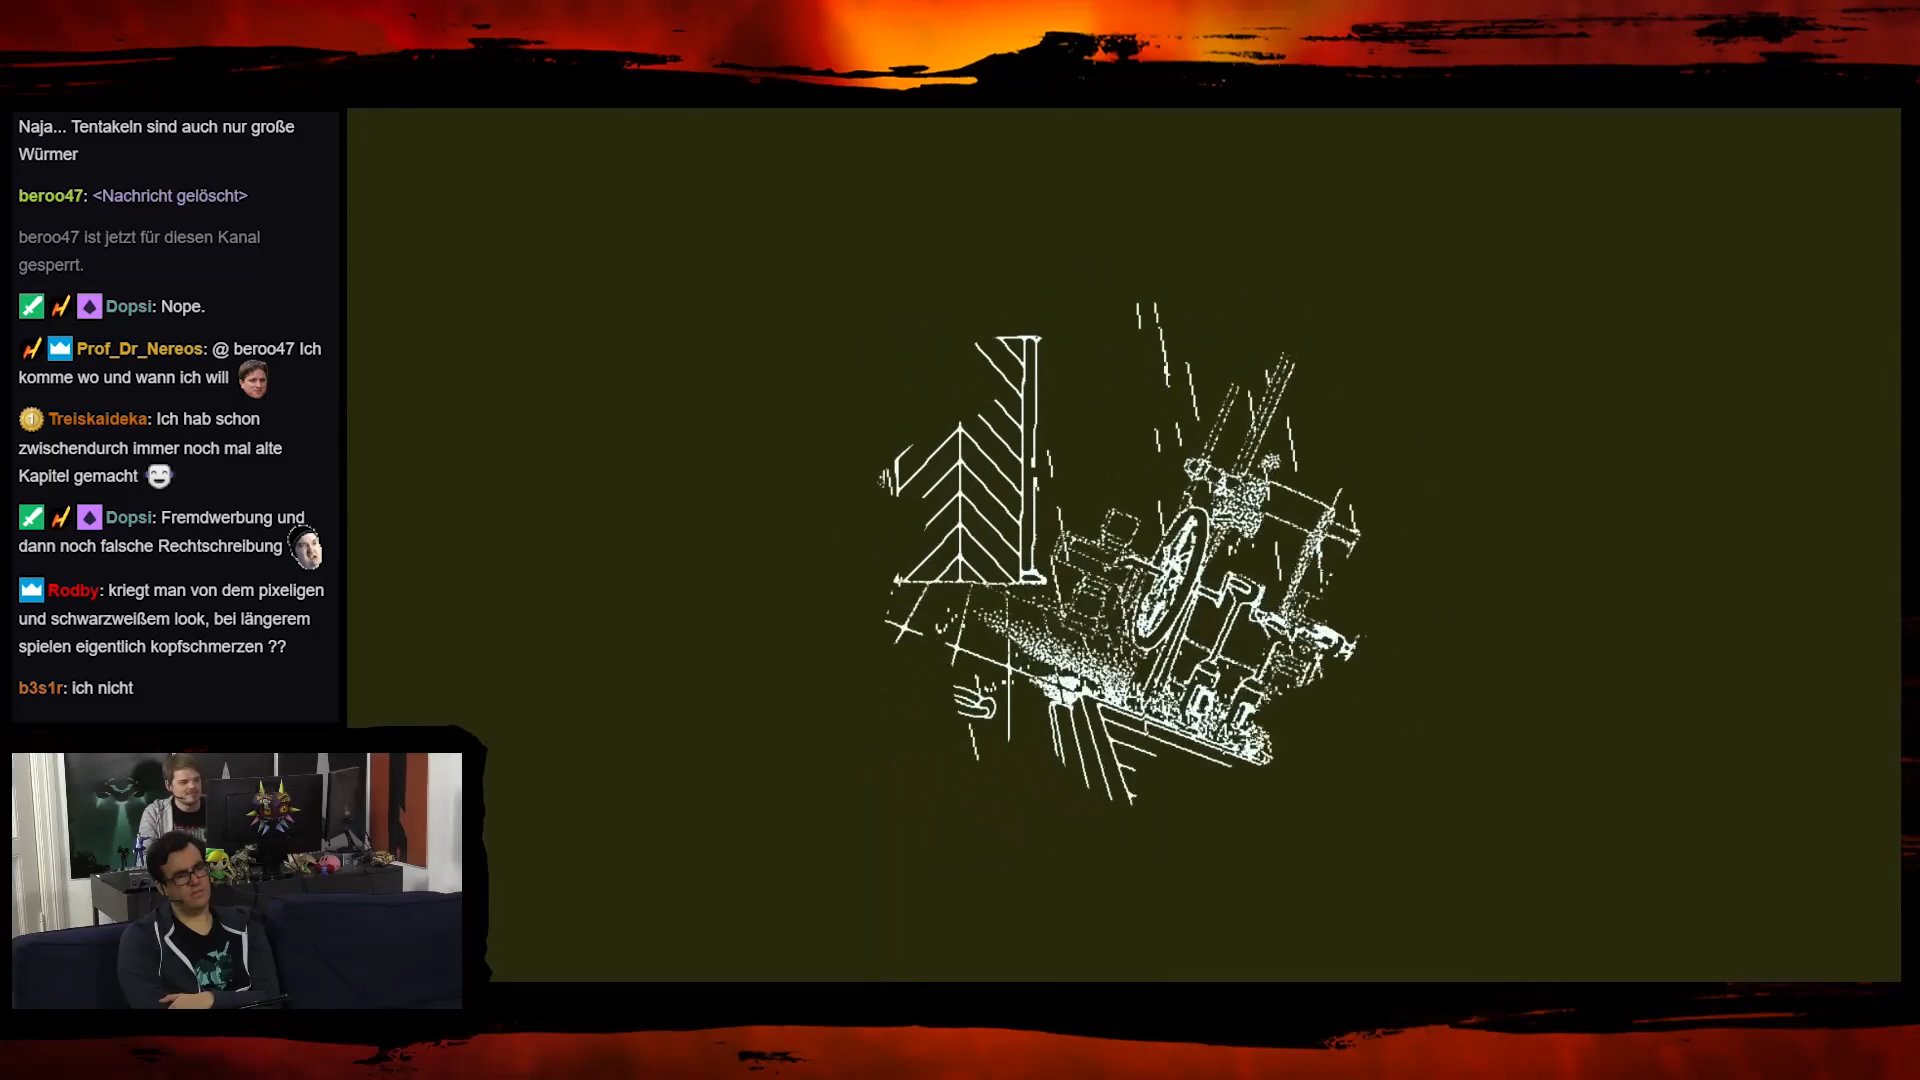 Naja... Tentakeln sind auch nur große
Würmer
beroo47: <Nachricht gelöscht>
beroo47 ist jetzt für diesen Kanal
gesperrt.
Dopsi: Nope.
Prof_Dr_Nereos: @ beroo47 Ich
komme wo und wann ich will
Treiskaideka: Ich hab schon
zwischendurch immer noch mal alte
Kapitel gemacht
Dopsi: Fremdwerbung und
dann noch falsche Rechtschreibung
Rodby: kriegt man von dem pixeligen
und schwarzweißem look, bei längerem
spielen eigentlich kopfschmerzen ??
b3s1r: ich nicht